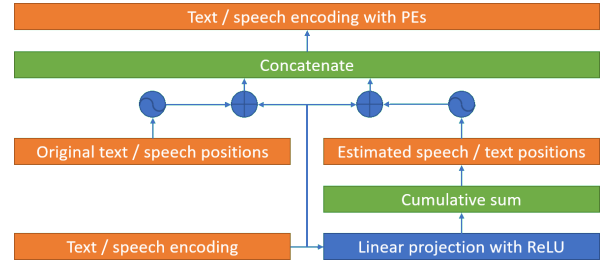 Text / speech encoding with PEs
Concatenate
Original text / speech positions
Estimated speech / text positions
Cumulative sum
Text / speech encoding
Linear projection with ReLU